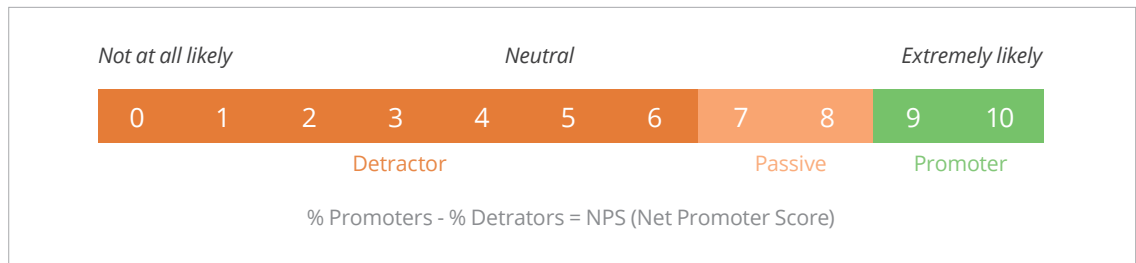 Not at all likely Neutral Extremely likely
0 1 2 3 4 5 6 7 8 9 10
Detractor Passive Promoter
% Promoters - % Detrators = NPS (Net Promoter Score)